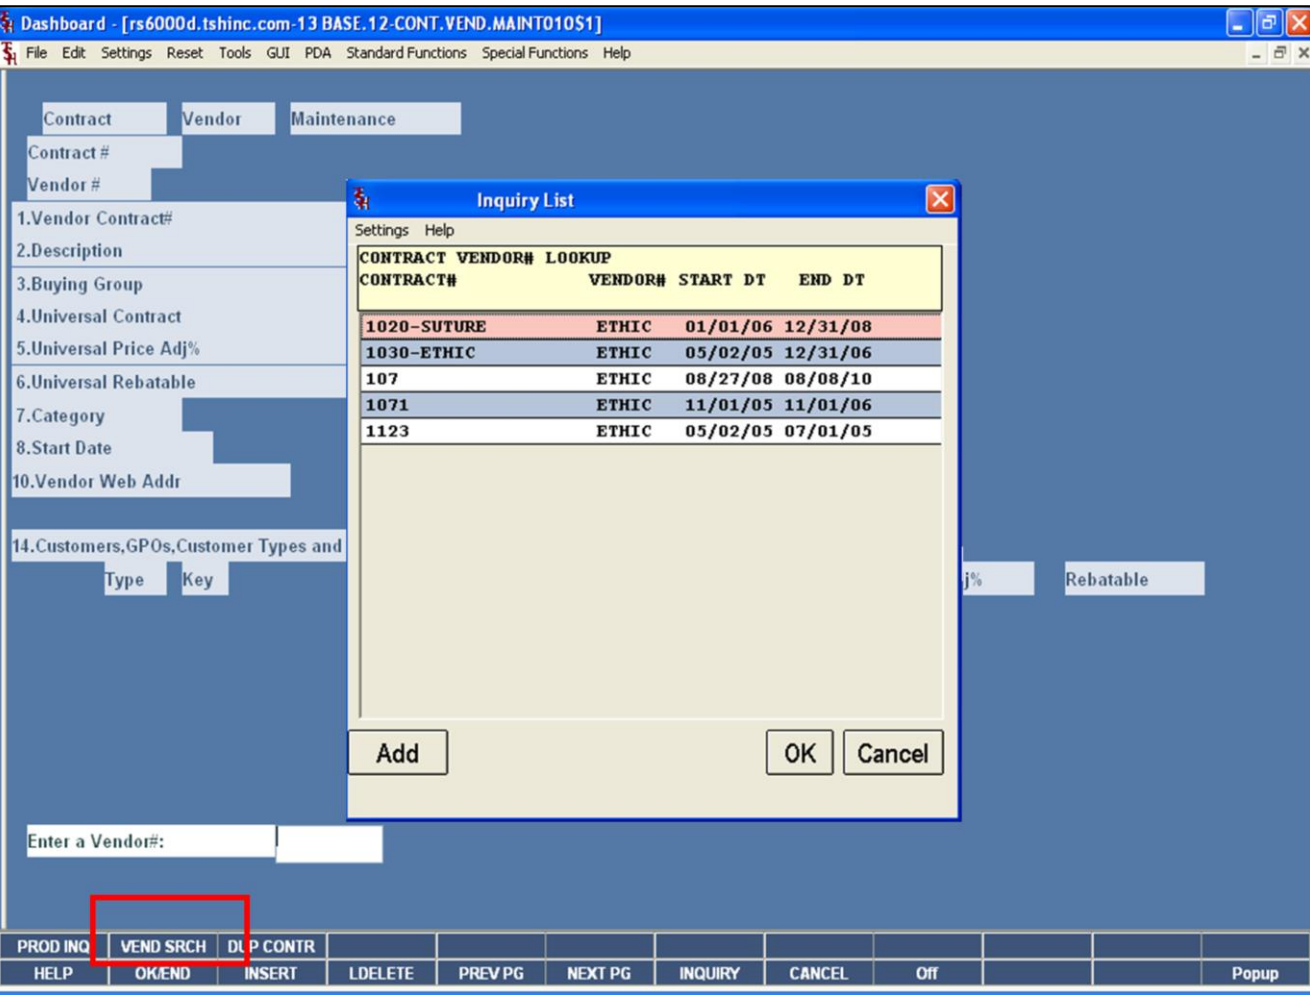 Dashboard - [rs6000d.tshinc.com-13 BASE.12-CONT.VEND.MAINT010S1]
File Edit Settings Reset Tools GUI PDA Standard Functions Special Functions Help
Contract Vendor Maintenance
Contract #
Vendor #
1.Vendor Contract#
2.Description
3.Buying Group
4.Universal Contract
5.Universal Price Adj%
6.Universal Rebatable
7.Category
8.Start Date
10.Vendor Web Addr
14.Customers,GPOs,Customer Types and
Type Key j% Rebatable
Inquiry List
Settings Help
CONTRACT VENDOR# LOOKUP
CONTRACT# VENDOR# START DT END DT
1020-SUTURE ETHIC 01/01/06 12/31/08
1030-ETHIC ETHIC 05/02/05 12/31/06
107 ETHIC 08/27/08 08/08/10
1071 ETHIC 11/01/05 11/01/06
1123 ETHIC 05/02/05 07/01/05
Add OK Cancel
Enter a Vendor#:
PROD INQ VEND SRCH DUP CONTR
HELP OK/END INSERT LDELETE PREV PG NEXT PG INQUIRY CANCEL Off Popup